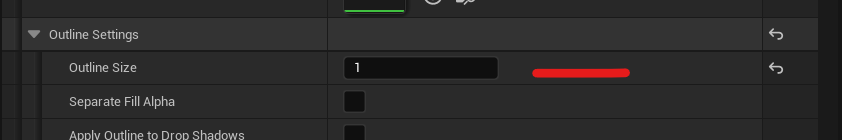 Outline Settings
Outline Size
1
Separate Fill Alpha
Apply Outline to Drop Shadows